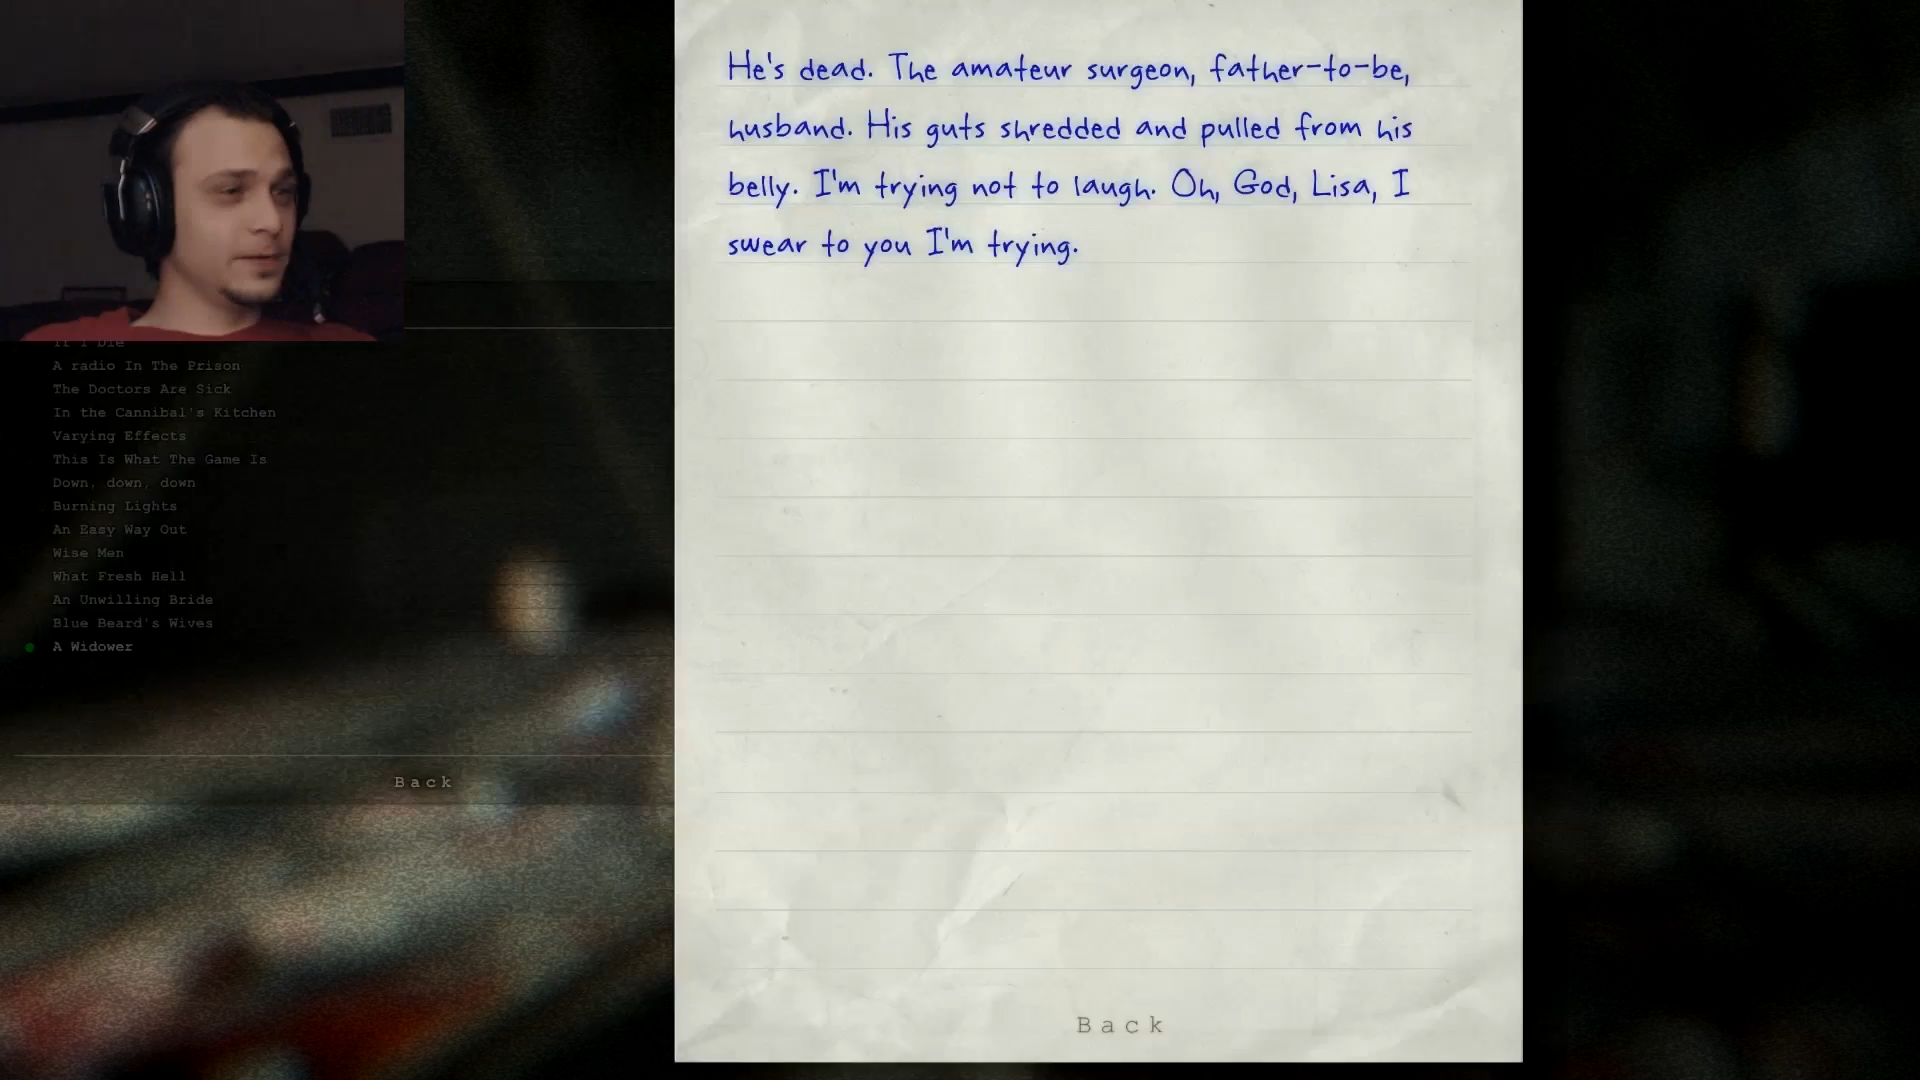 He's dead. The amateur surgeon, father-to-be,
husband. His guts shredded and pulled from his
belly. I'm trying not to laugh. Oh, God, Lisa, I
swear to you I'm trying.
Back
If I Die
A radio In The Prison
The Doctors Are Sick
In the Cannibal's Kitchen
Varying Effects
This Is What The Game Is
Down, down, down
Burning Lights
An Easy Way Out
Wise Men
What Fresh Hell
An Unwilling Bride
Blue Beard's Wives
A Widower
Back